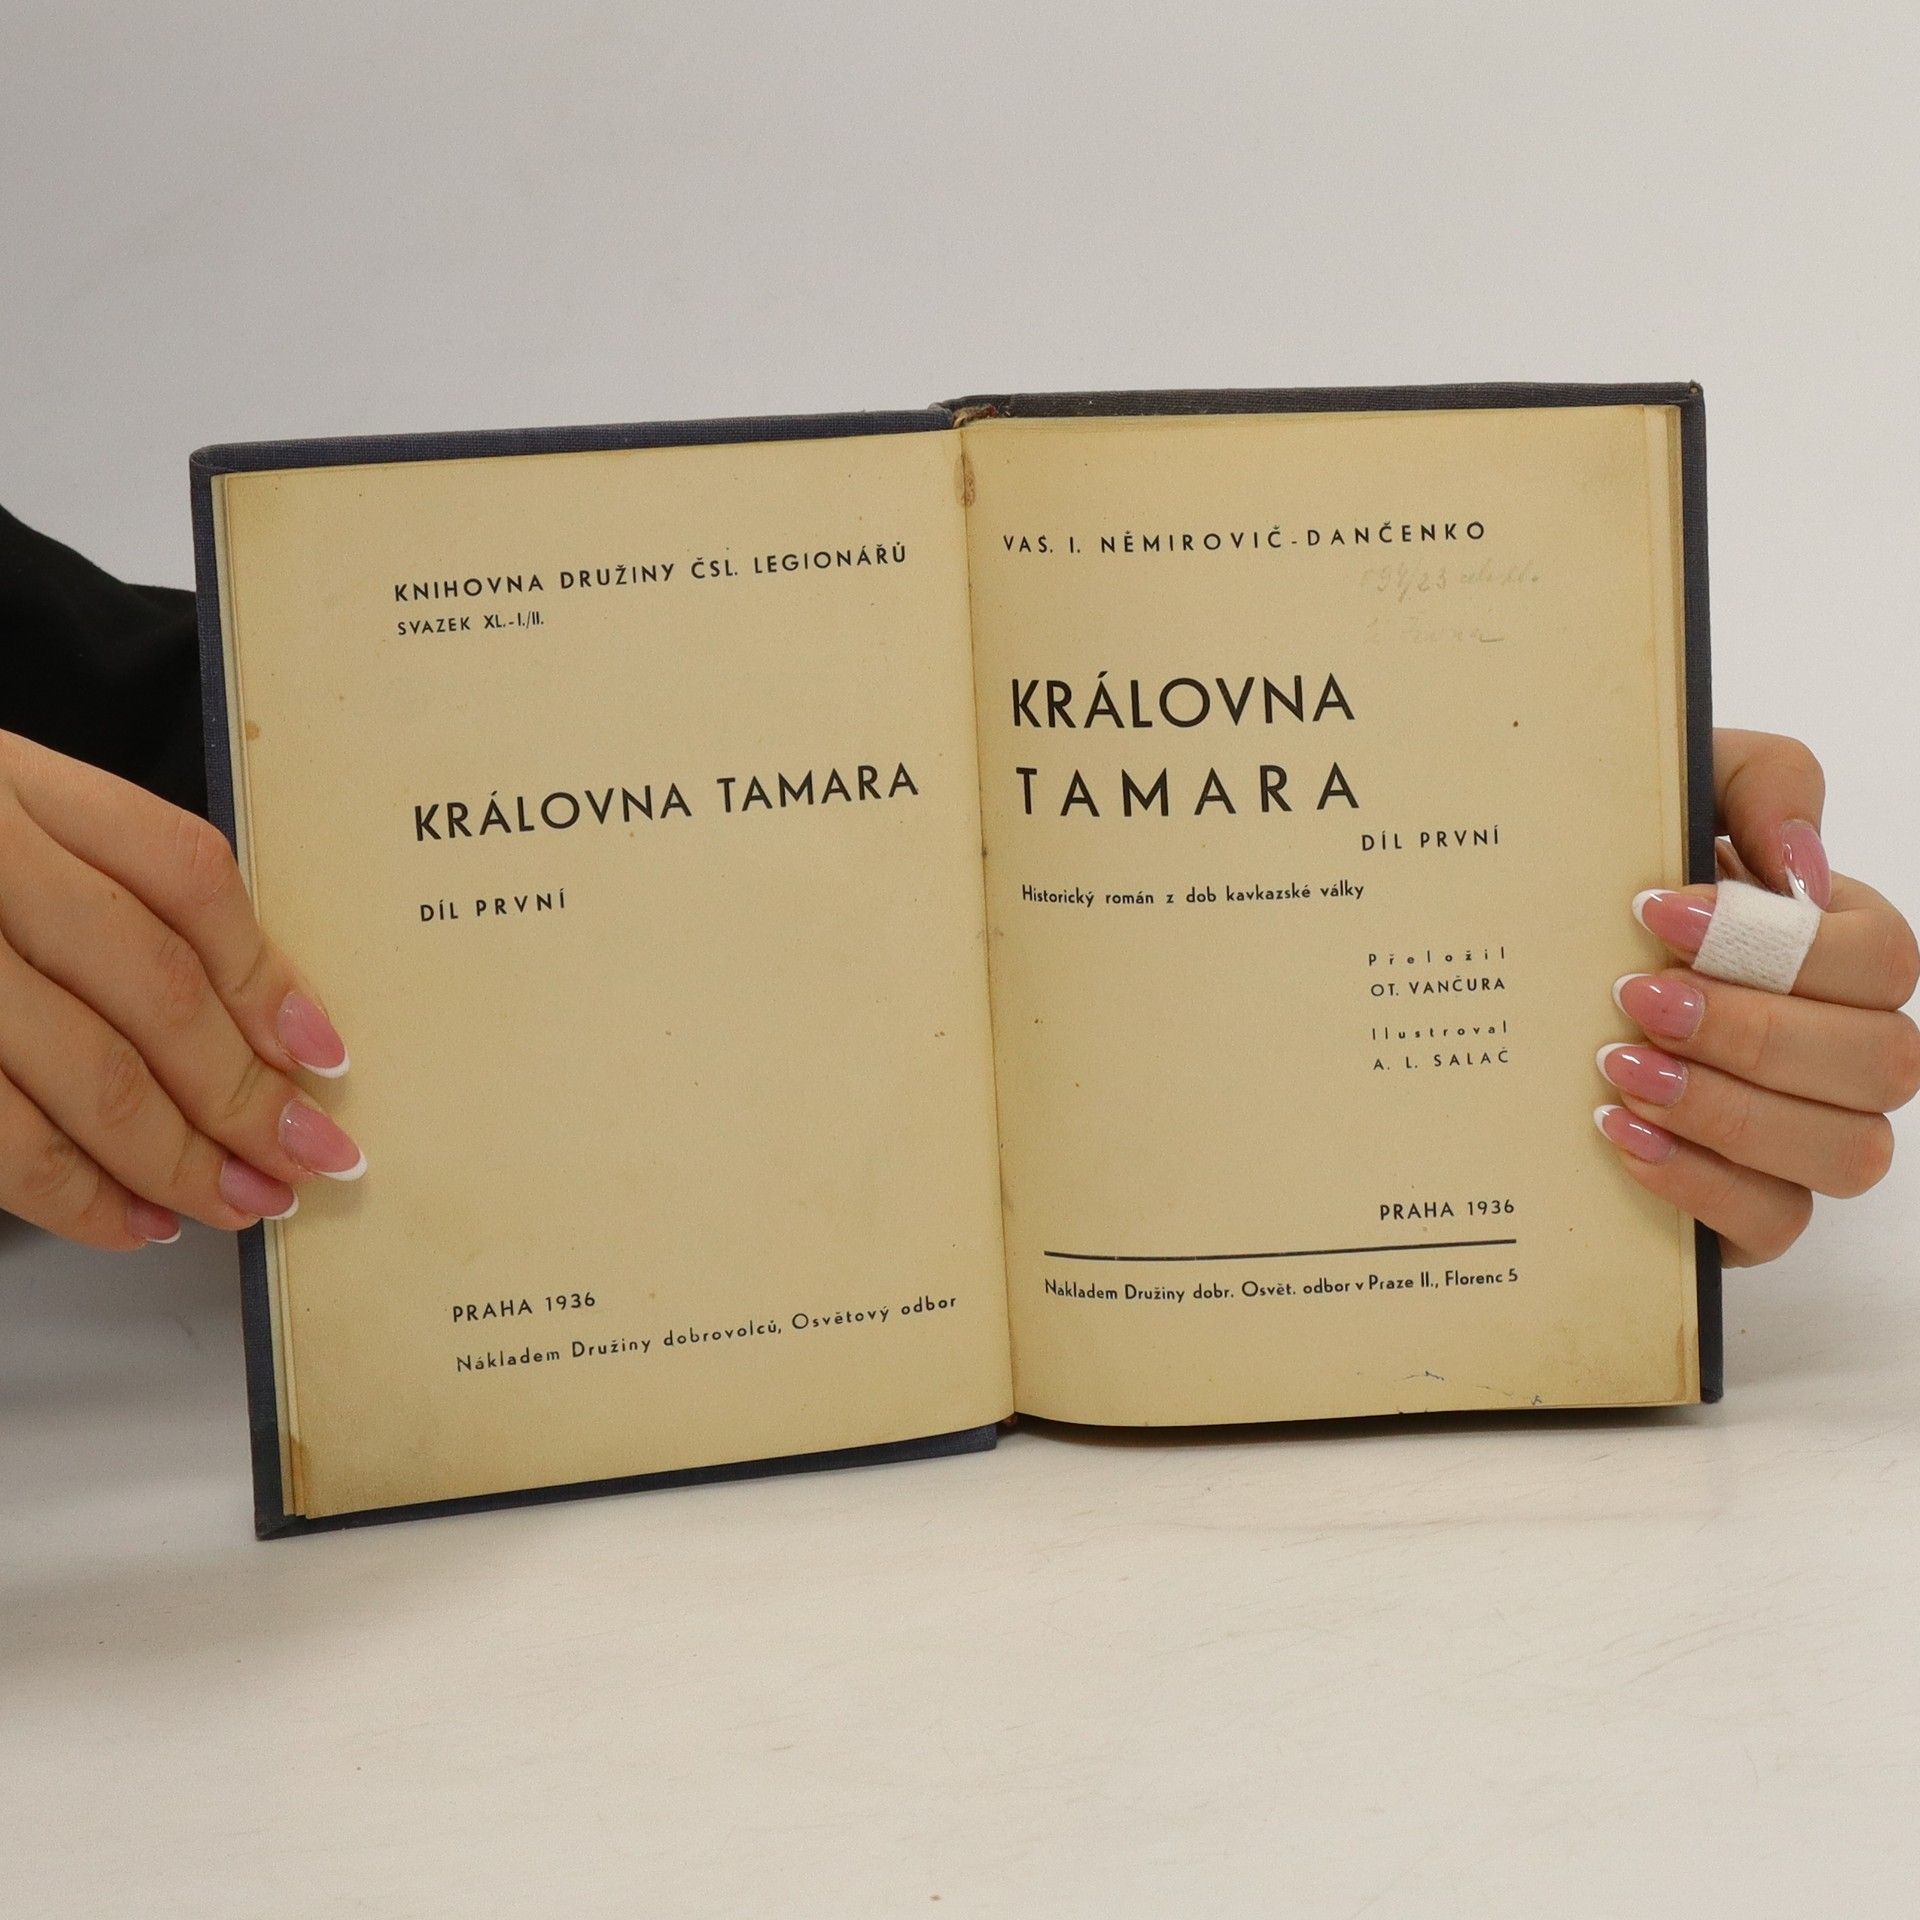 KNIHOVNA DRUŽINY ČSL. LEGIONÁŘŮ
SVAZEK XL.-I./II.
KRÁLOVNA TAMARA
DÍL PRVNÍ
PRAHA 1936
Nákladem Družiny dobrovolců, Osvětový odbor
VAS. I. NĚMIROVIČ-DANČENKO
KRÁLOVNA
TAMARA
DÍL PRVNÍ
Historický román z dob kavkazské války
Přeložil
OT. VANČURA
Ilustroval
A. L. SALAČ
PRAHA 1936
Nákladem Družiny dobr. Osvět. odbor v Praze II., Florenc 5